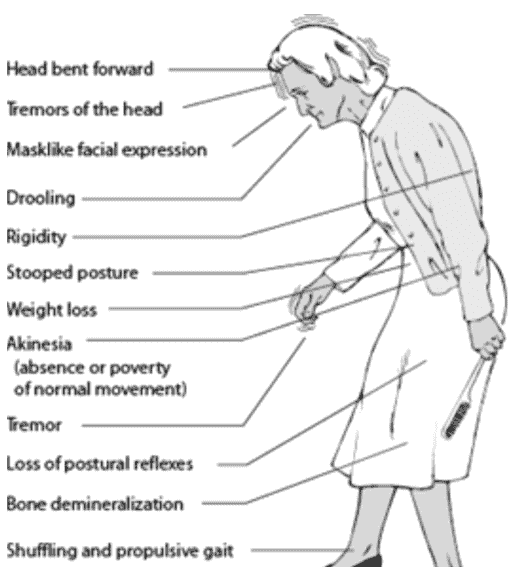 Head bent forward
Tremors of the head
Masklike facial expression
Drooling
Rigidity
Stooped posture
Weight loss
Akinesia
(absence or poverty
of normal movement)
Tremor
Loss of postural reflexes
Bone demineralization
Shuffling and propulsive gait